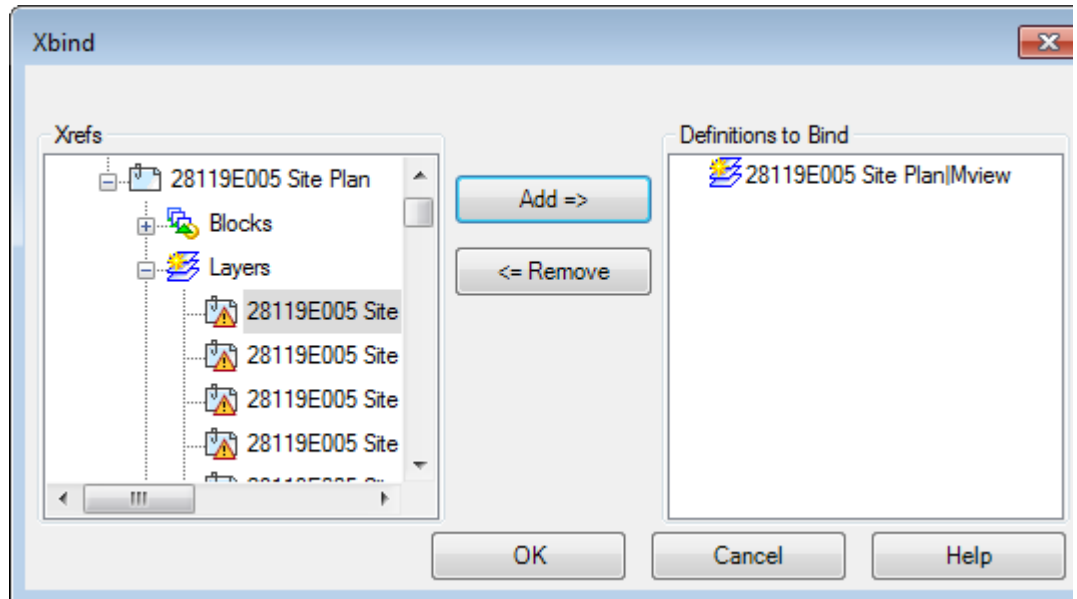 Xbind
Xrefs
28119E005 Site Plan
Blocks
Layers
28119E005 Site
28119E005 Site
28119E005 Site
28119E005 Site
Add =>
<= Remove
Definitions to Bind
28119E005 Site Plan|Mview
OK
Cancel
Help